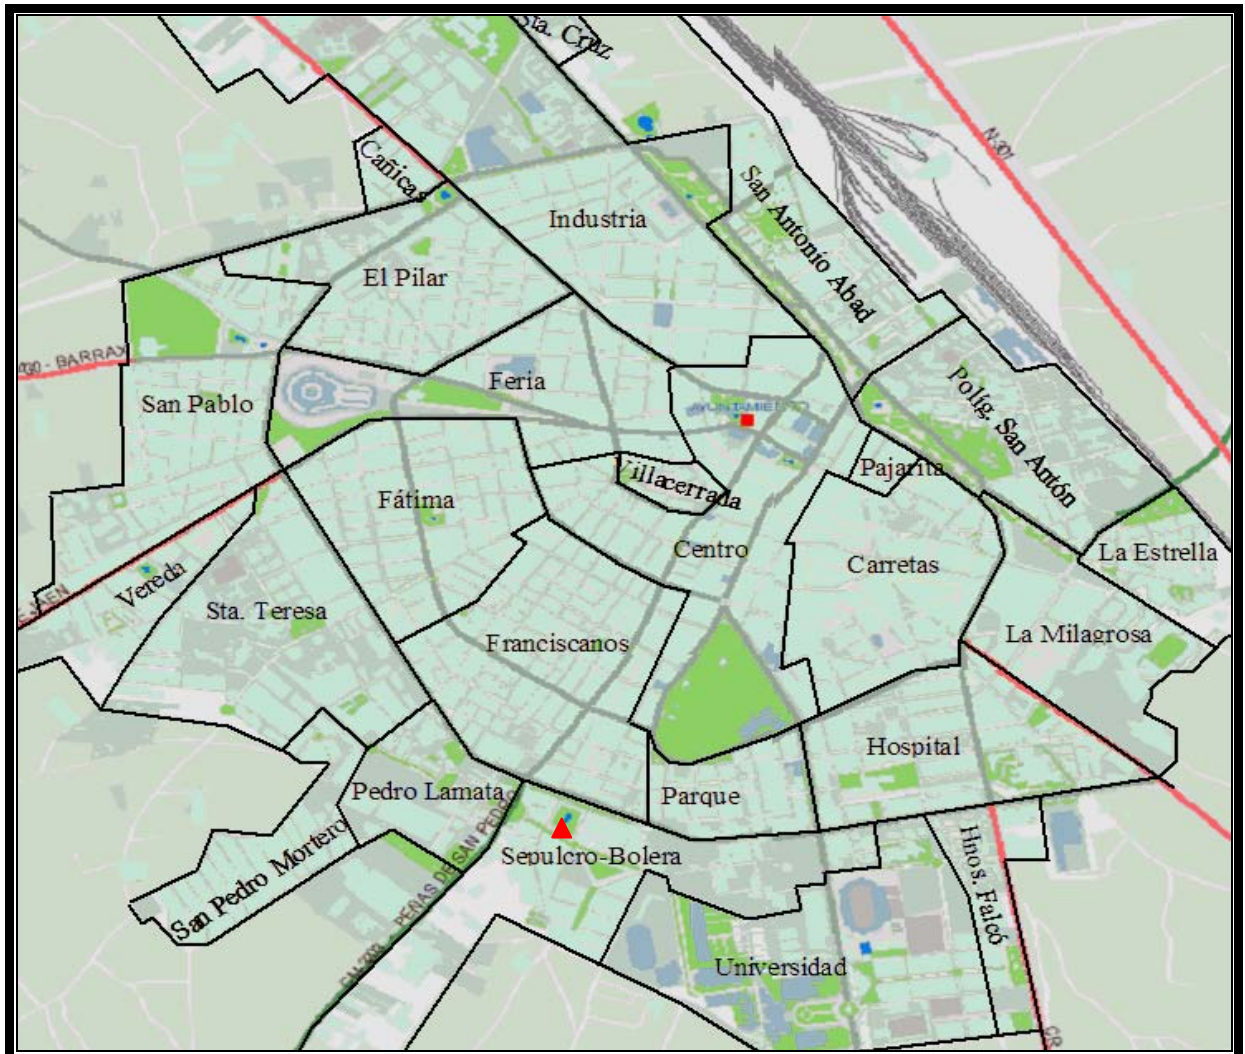 Sta. Cruz
N-301
Cañicas
San Antonio Abad
Industria
El Pilar
- BARRAX
Feria
Políg. San Antón
San Pablo
AYUNTAMIENTO
Pajarita
Villacerrada
Fátima
Centro
La Estrella
Carretas
Vereda
Sta. Teresa
La Milagrosa
Franciscanos
Hospital
Pedro Lamata
Parque
San Pedro Mortero
Sepulcro-Bolera
- PEÑAS DE SAN PEDRO
Hnos. Falcó
Universidad
CR